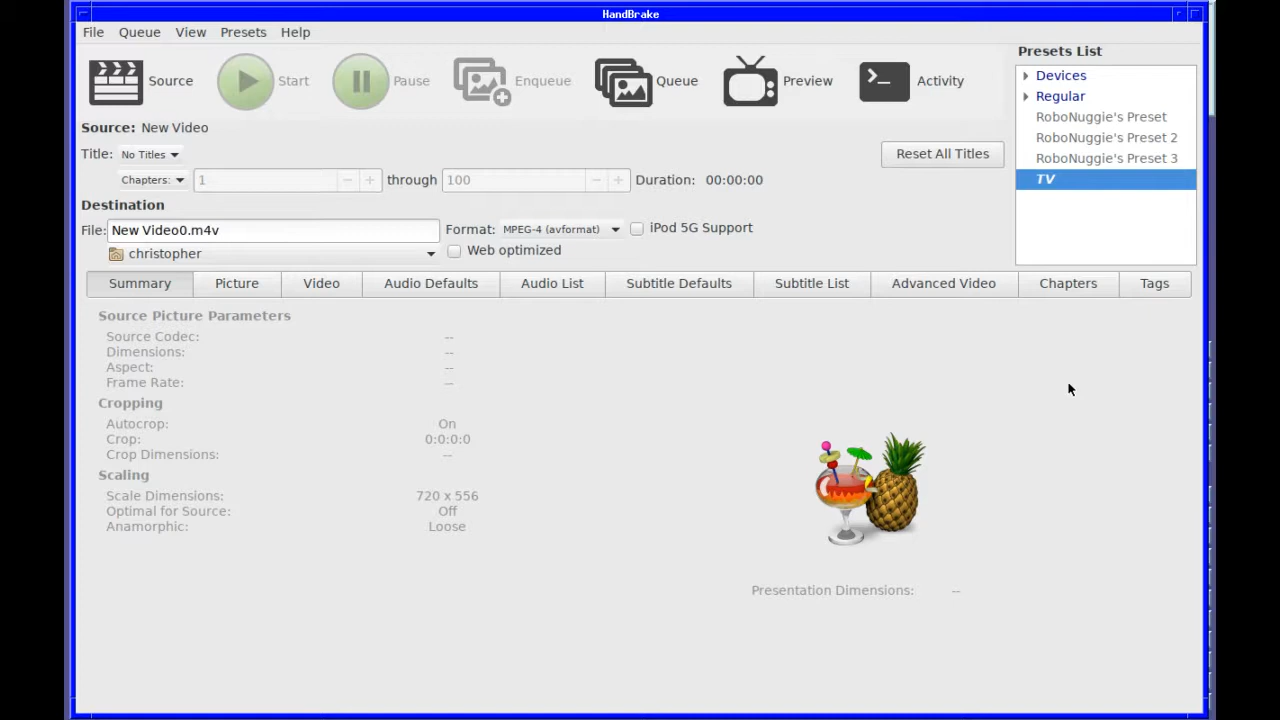 HandBrake
File Queue View Presets Help
Source Start Pause Enqueue Queue Preview Activity
Presets List
Devices
Regular
RoboNuggie's Preset
RoboNuggie's Preset 2
RoboNuggie's Preset 3
TV
Source: New Video
Title: No Titles Reset All Titles
Chapters: 1 through 100 Duration: 00:00:00
Destination
File: New Video0.m4v Format: MPEG-4 (avformat) iPod 5G Support
christopher Web optimized
Summary Picture Video Audio Defaults Audio List Subtitle Defaults Subtitle List Advanced Video Chapters Tags
Source Picture Parameters
Source Codec: --
Dimensions: --
Aspect: --
Frame Rate: --
Cropping
Autocrop: On
Crop: 0:0:0:0
Crop Dimensions: --
Scaling
Scale Dimensions: 720 x 556
Optimal for Source: Off
Anamorphic: Loose
Presentation Dimensions: --